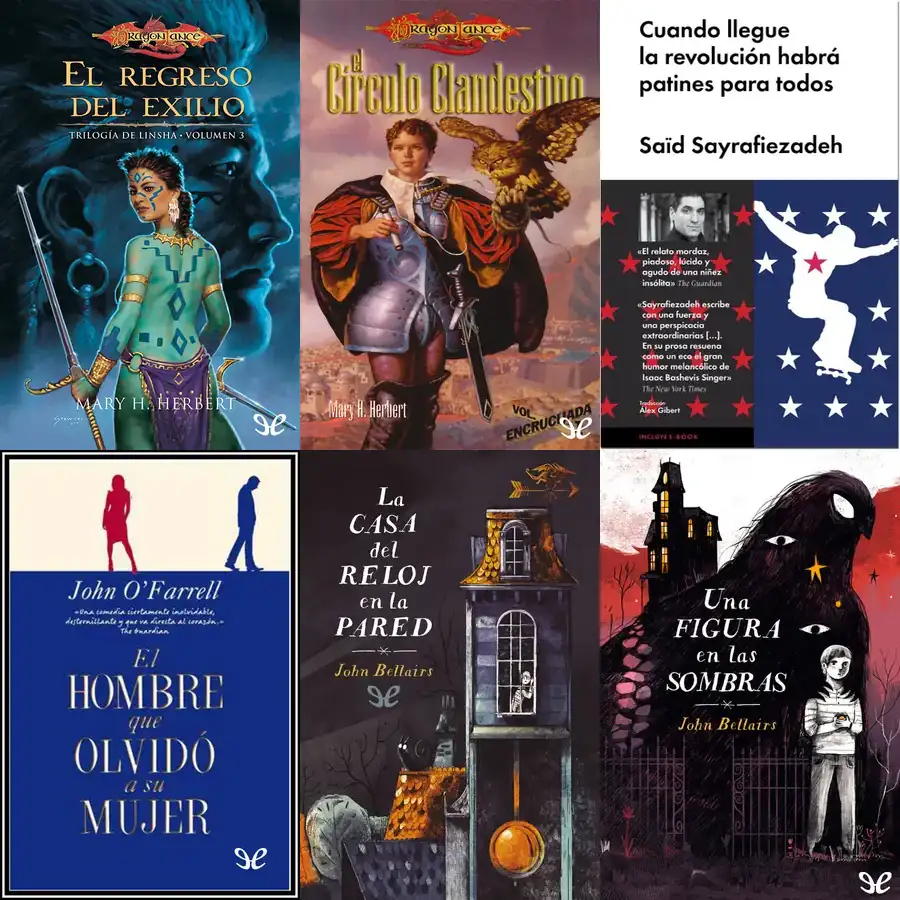 DRAGONLANCE
EL REGRESO
DEL EXILIO
TRILOGÍA DE LINSHA • VOLUMEN 3
MARY H. HERBERT
DRAGONLANCE
el
Círculo Clandestino
Mary H. Herbert
VOL.
ENCRUCIJADA
Cuando llegue
la revolución habrá
patines para todos
Saïd Sayrafiezadeh
«El relato mordaz,
piadoso, lúcido y
agudo de una niñez
insólita» The Guardian
«Sayrafiezadeh escribe
con una fuerza y
una perspicacia
extraordinarias [...].
En su prosa resuena
como un eco el gran
humor melancólico de
Isaac Bashevis Singer»
The New York Times
Traducción
Àlex Gibert
INCLUYE E-BOOK
John O'Farrell
«Una comedia ciertamente inolvidable,
desternillante y que va directa al corazón.»
The Guardian
El
HOMBRE
que
OLVIDÓ
a su
MUJER
La
CASA
del
RELOJ
en la
PARED
John Bellairs
Una
FIGURA
en las
SOMBRAS
John Bellairs